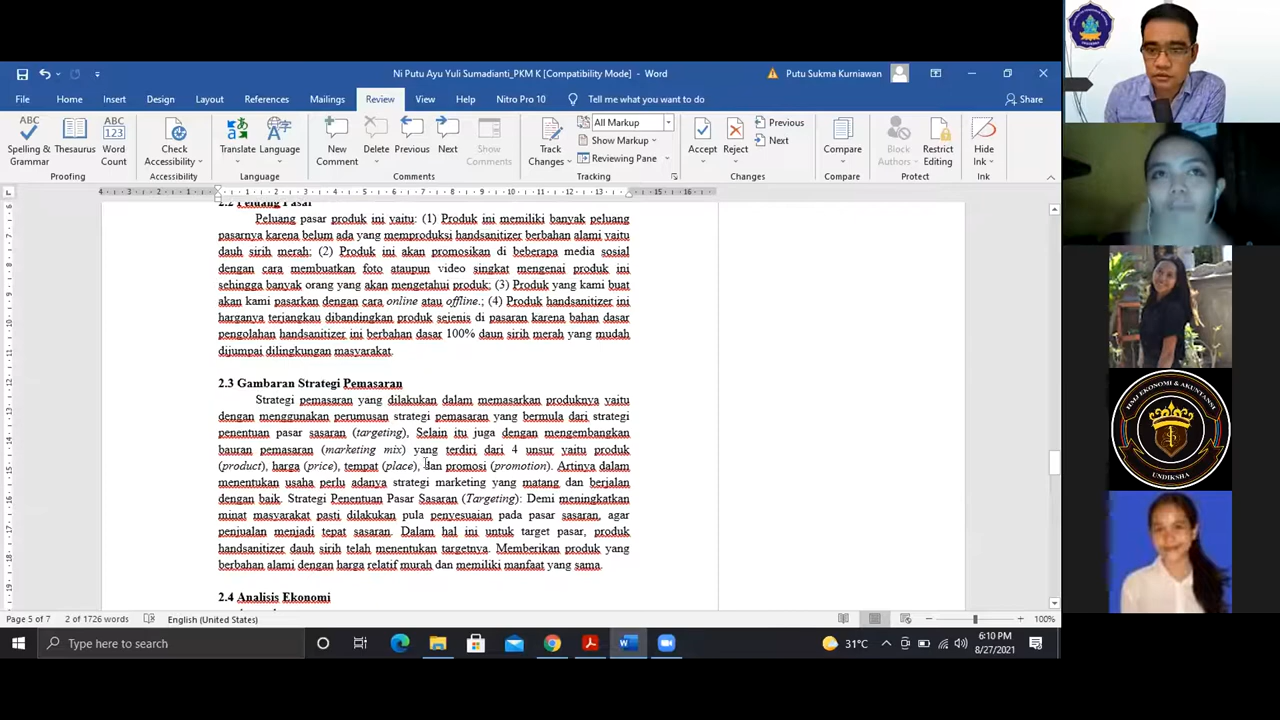 Ni Putu Ayu Yuli Sumadianti_PKM K [Compatibility Mode] - Word
Putu Sukma Kurniawan
File Home Insert Design Layout References Mailings Review View Help Nitro Pro 10 Tell me what you want to do Share
Spelling & Grammar
Thesaurus
Word Count
Proofing
Check Accessibility
Accessibility
Translate
Language
Language
New Comment
Delete
Previous
Next
Show Comments
Comments
Track Changes
All Markup
Show Markup
Reviewing Pane
Tracking
Accept
Reject
Previous
Next
Changes
Compare
Compare
Block Authors
Restrict Editing
Protect
Hide Ink
Ink
2.2 Peluang Pasar
Peluang pasar produk ini yaitu: (1) Produk ini memiliki banyak peluang
pasarnya karena belum ada yang memproduksi handsanitizer berbahan alami yaitu
dauh sirih merah; (2) Produk ini akan promosikan di beberapa media sosial
dengan cara membuatkan foto ataupun video singkat mengenai produk ini
sehingga banyak orang yang akan mengetahui produk; (3) Produk yang kami buat
akan kami pasarkan dengan cara online atau offline.; (4) Produk handsanitizer ini
harganya terjangkau dibandingkan produk sejenis di pasaran karena bahan dasar
pengolahan handsanitizer ini berbahan dasar 100% daun sirih merah yang mudah
dijumpai dilingkungan masyarakat.
2.3 Gambaran Strategi Pemasaran
Strategi pemasaran yang dilakukan dalam memasarkan produknya yaitu
dengan menggunakan perumusan strategi pemasaran yang bermula dari strategi
penentuan pasar sasaran (targeting), Selain itu juga dengan mengembangkan
bauran pemasaran (marketing mix) yang terdiri dari 4 unsur yaitu produk
(product), harga (price), tempat (place), dan promosi (promotion). Artinya dalam
menentukan usaha perlu adanya strategi marketing yang matang dan berjalan
dengan baik. Strategi Penentuan Pasar Sasaran (Targeting): Demi meningkatkan
minat masyarakat pasti dilakukan pula penyesuaian pada pasar sasaran, agar
penjualan menjadi tepat sasaran. Dalam hal ini untuk target pasar, produk
handsanitizer dauh sirih telah menentukan targetnya. Memberikan produk yang
berbahan alami dengan harga relatif murah dan memiliki manfaat yang sama.
2.4 Analisis Ekonomi
Page 5 of 7 2 of 1726 words English (United States) 100%
Type here to search
31°C
6:10 PM
8/27/2021
HMJ EKONOMI & AKUNTANSI
UNDIKSHA